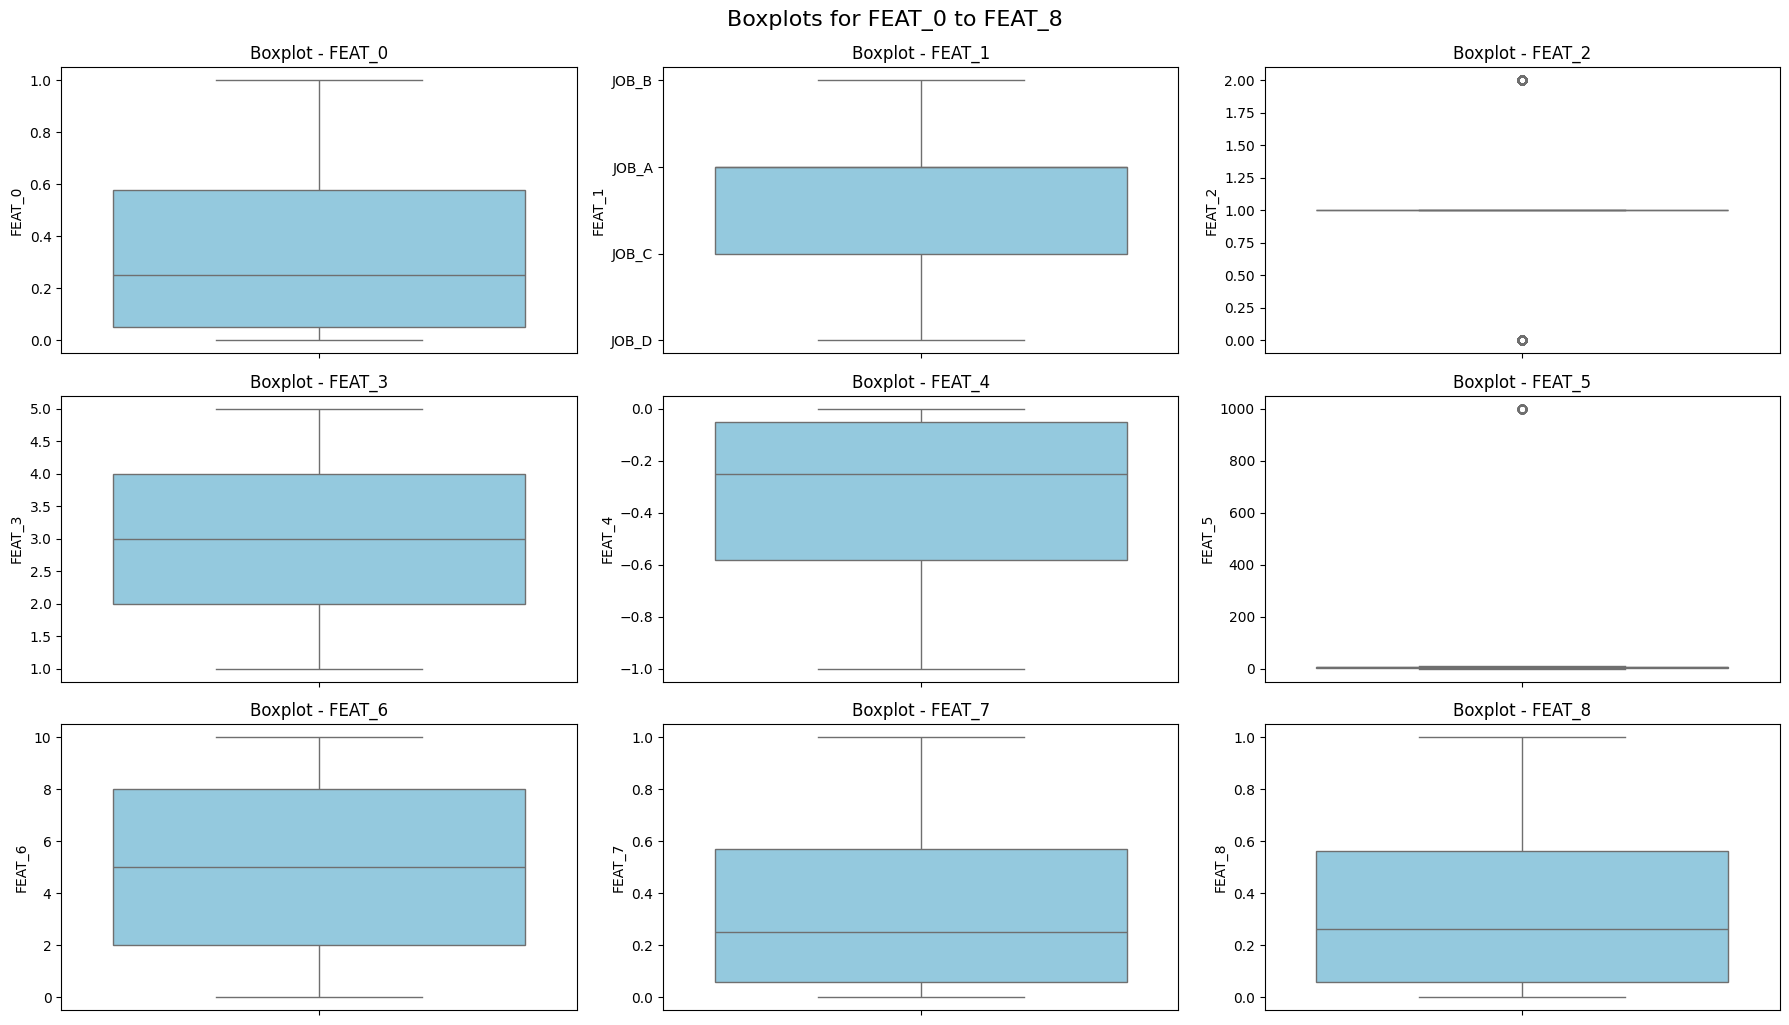 Boxplots for FEAT_0 to FEAT_8
Boxplot - FEAT_0
1.0
0.8
0.6
0.4
0.2
0.0
FEAT_0
Boxplot - FEAT_1
JOB_B
JOB_A
JOB_C
JOB_D
FEAT_1
Boxplot - FEAT_2
2.00
1.75
1.50
1.25
1.00
0.75
0.50
0.25
0.00
FEAT_2
Boxplot - FEAT_3
5.0
4.5
4.0
3.5
3.0
2.5
2.0
1.5
1.0
FEAT_3
Boxplot - FEAT_4
0.0
−0.2
−0.4
−0.6
−0.8
−1.0
FEAT_4
Boxplot - FEAT_5
1000
800
600
400
200
0
FEAT_5
Boxplot - FEAT_6
10
8
6
4
2
0
FEAT_6
Boxplot - FEAT_7
1.0
0.8
0.6
0.4
0.2
0.0
FEAT_7
Boxplot - FEAT_8
1.0
0.8
0.6
0.4
0.2
0.0
FEAT_8